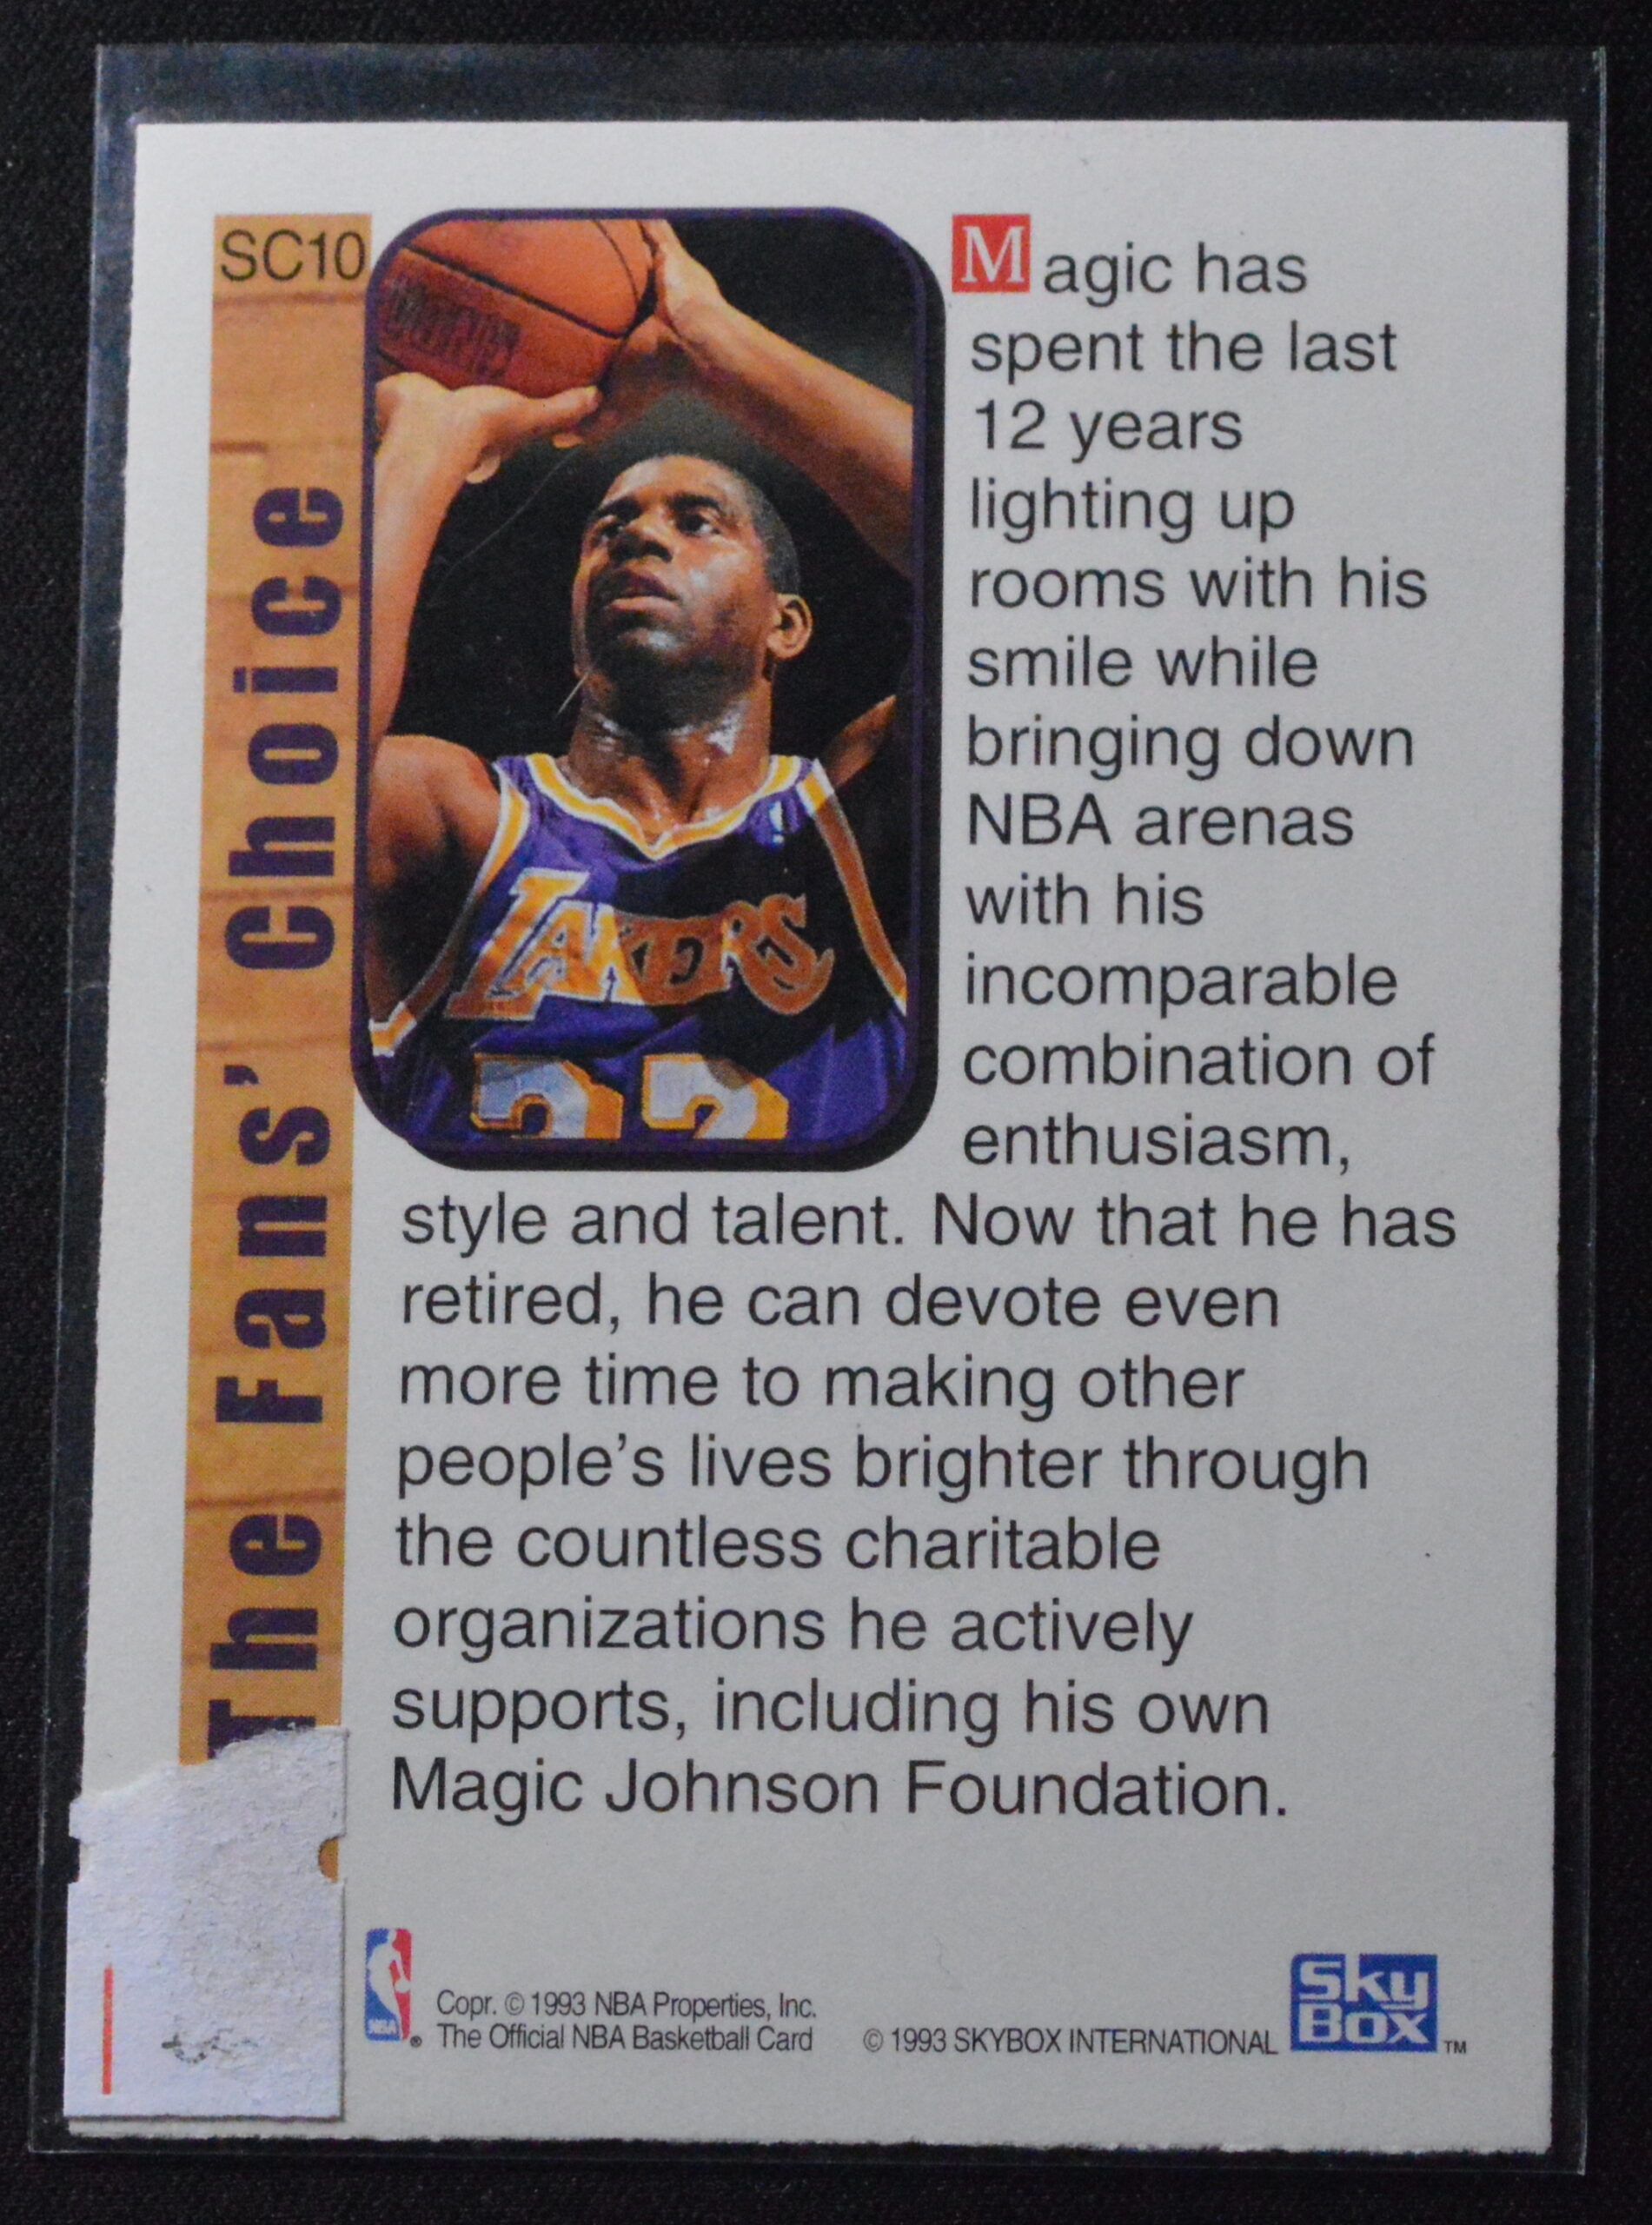 SC10
The Fans' Choice
LAKERS
32
Magic has
spent the last
12 years
lighting up
rooms with his
smile while
bringing down
NBA arenas
with his
incomparable
combination of
enthusiasm,
style and talent. Now that he has
retired, he can devote even
more time to making other
people's lives brighter through
the countless charitable
organizations he actively
supports, including his own
Magic Johnson Foundation.
NBA ®
Copr. © 1993 NBA Properties, Inc.
The Official NBA Basketball Card
© 1993 SKYBOX INTERNATIONAL
Sky
Box TM